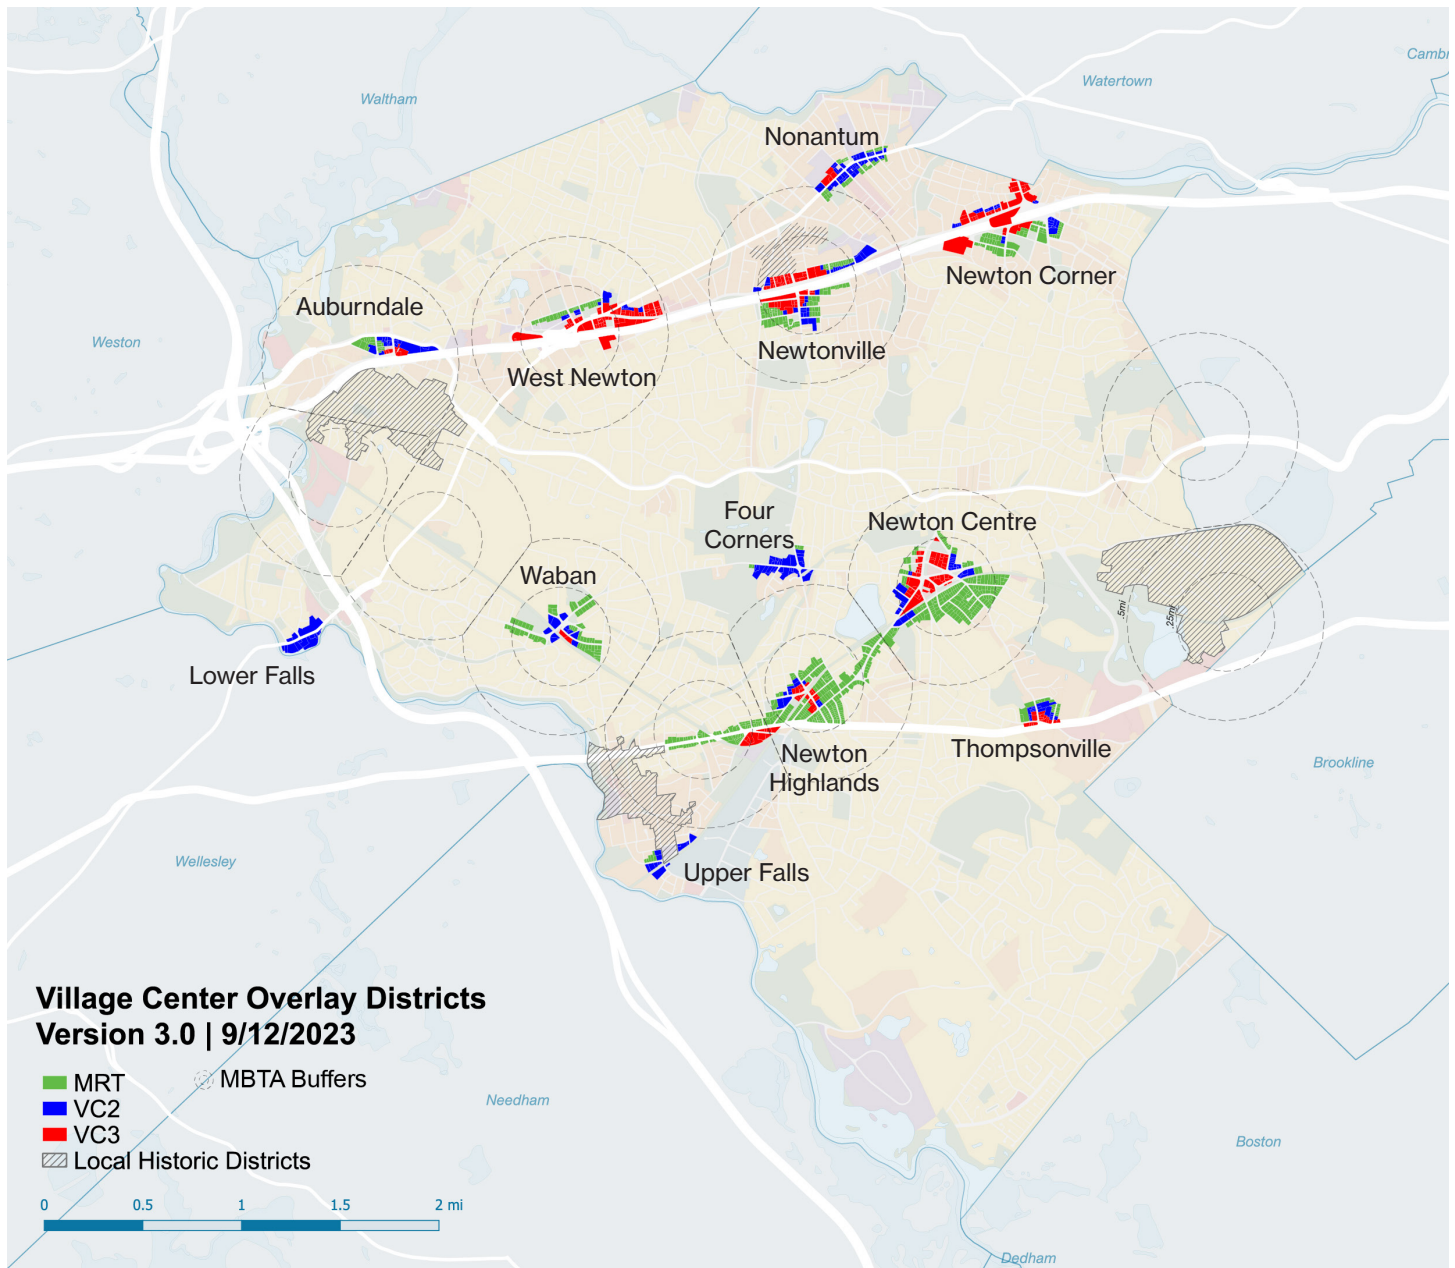 Cambr
Watertown
Waltham
Nonantum
Newton Corner
Auburndale
Weston
Newtonville
West Newton
Four
Corners
Newton Centre
Waban
.5mi
.25mi
Lower Falls
Thompsonville
Newton
Highlands
Brookline
Wellesley
Upper Falls
Village Center Overlay Districts
Version 3.0 | 9/12/2023
MRT
MBTA Buffers
VC2
VC3
Local Historic Districts
Needham
Boston
0 0.5 1 1.5 2 mi
Dedham